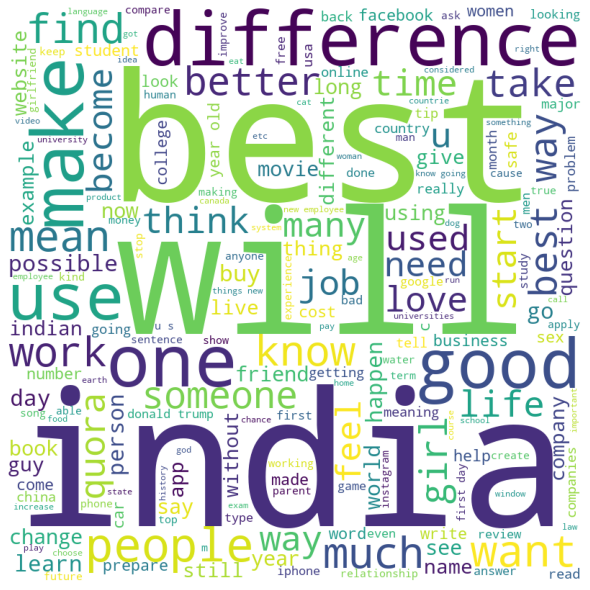 compare
language
got
idea
girlfriend
video
university
find
website
student
improve
keep
ask
free
usa
back
facebook
women
looking
difference
human
eat
look
better
long
online
considered
right
countrie
cat
time
take
make
become
example
year old
college
etc
best
movie
different
country
tip
done
man
u
give
really
month
cause
safe
major
something
two
true
men
problem
way
product
making
canada
woman
know going
now
money
think
stop
new employee
system
anyone
many
thing
using
google
dog
run
used
need
start
best
question
study
call
mean
possible
employee
kind
things new
buy
live
age
experience
cost
job
bad
love
universities
c
go
apply
will
use
indian
going
u s
sentence
show
pay
tell
business
sex
work
one
know
number
earth
someone
friend
getting
water
home
term
happen
meaning
good
day
song
able
food
donald trump
chance
first
school
course
important
life
quora
person
book
guy
come
god
working
without
feel
world
girl
company
companies
india
app
say
made
parent
game
instagram
help
first day
create
china
phone
car
state
history
exam
type
window
law
change
increase
top
play
choose
m
word
even
write
review
see
name
people
way
much
want
learn
future
prepare
still
year
iphone
relationship
answer
read